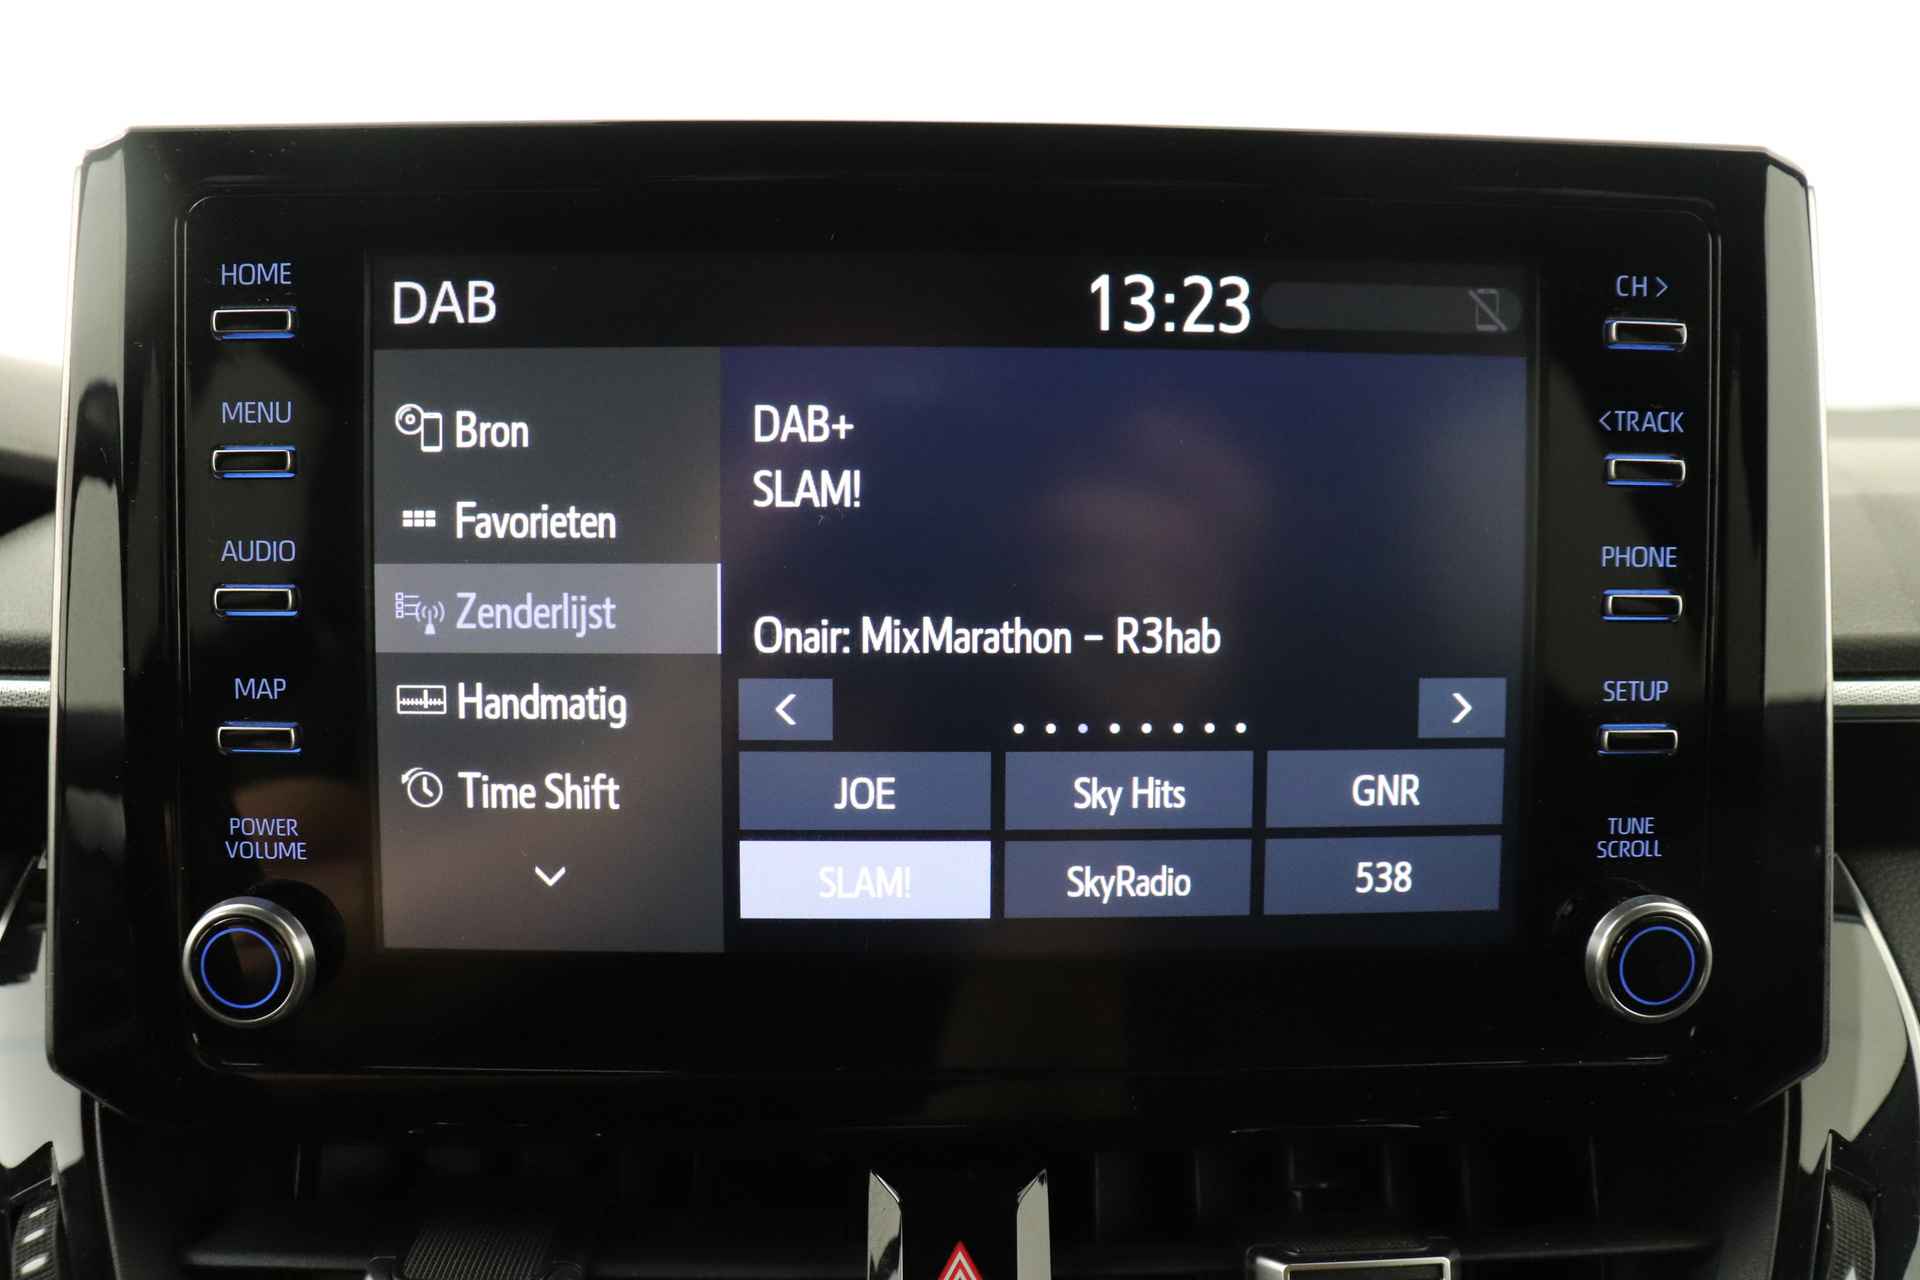 HOME
MENU
AUDIO
MAP
POWER
VOLUME
DAB
13:23
Bron
Favorieten
Zenderlijst
Handmatig
Time Shift
DAB+
SLAM!
Onair: MixMarathon - R3hab
<
>
JOE
Sky Hits
GNR
SLAM!
SkyRadio
538
CH >
<TRACK
PHONE
SETUP
TUNE
SCROLL